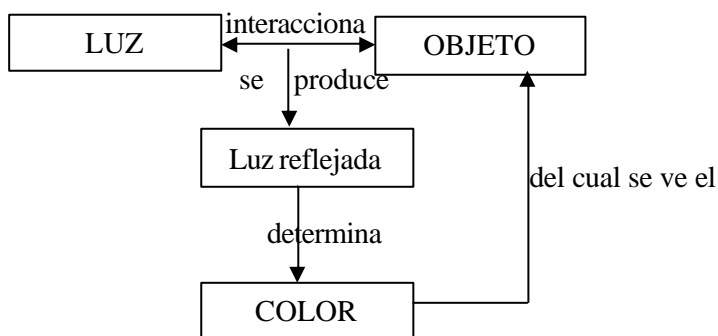 interacciona
LUZ
OBJETO
se produce
Luz reflejada
del cual se ve el
determina
COLOR